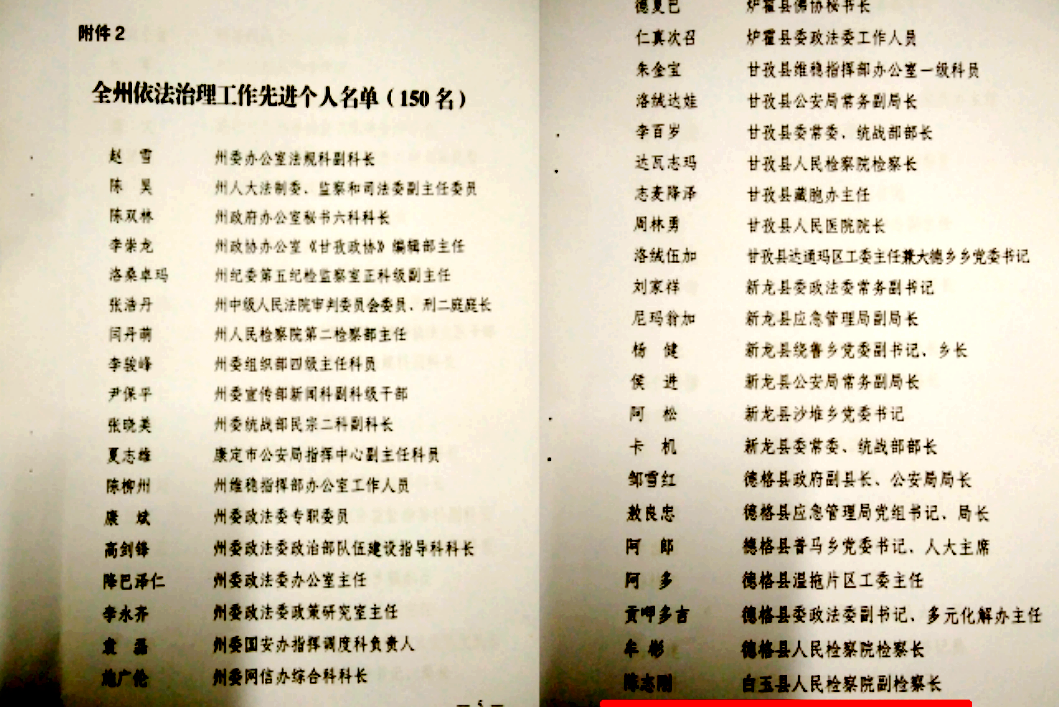 附件2
全州依法治理工作先进个人名单（150名）
赵 雪 州委办公室法规科副科长
陈 昊 州人大法制委、监察和司法委副主任委员
陈双林 州政府办公室秘书六科科长
李崇龙 州政协办公室《甘孜政协》编辑部主任
洛桑卓玛 州纪委第五纪检监察室正科级副主任
张浩丹 州中级人民法院审判委员会委员、刑二庭庭长
闫丹萌 州人民检察院第二检察部主任
李骏峰 州委组织部四级主任科员
尹保平 州委宣传部新闻科副科级干部
张晓美 州委统战部民宗二科副科长
夏志雄 康定市公安局指挥中心副主任科员
陈柳州 州维稳指挥部办公室工作人员
康 斌 州委政法委专职委员
高剑锋 州委政法委政治部队伍建设指导科科长
降巴泽仁 州委政法委办公室主任
李永齐 州委政法委政策研究室主任
袁 磊 州委国安办指挥调度科负责人
施广伦 州委网信办综合科科长
— 5 —
德夏巴 炉霍县佛协秘书长
仁真次召 炉霍县委政法委工作人员
朱金宝 甘孜县维稳指挥部办公室一级科员
洛绒达娃 甘孜县公安局常务副局长
李百岁 甘孜县委常委、统战部部长
达瓦志玛 甘孜县人民检察院检察长
志麦降泽 甘孜县藏胞办主任
周林勇 甘孜县人民医院院长
洛绒伍加 甘孜县达通玛区工委主任兼大德乡乡党委书记
刘家祥 新龙县委政法委常务副书记
尼玛翁加 新龙县应急管理局副局长
杨 健 新龙县绕鲁乡党委副书记、乡长
侯 进 新龙县公安局常务副局长
阿 松 新龙县沙堆乡党委书记
卡 机 新龙县委常委、统战部部长
邹雪红 德格县政府副县长、公安局局长
敖良忠 德格县应急管理局党组书记、局长
阿 郎 德格县普马乡党委书记、人大主席
阿 多 德格县温拖片区工委主任
贡呷多吉 德格县委政法委副书记、多元化解办主任
牟 彬 德格县人民检察院检察长
陈志刚 白玉县人民检察院副检察长